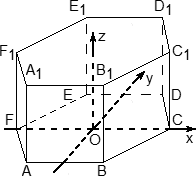 E₁ D₁
z
F₁ C₁
A₁ B₁ y
F E D
O C x
A B